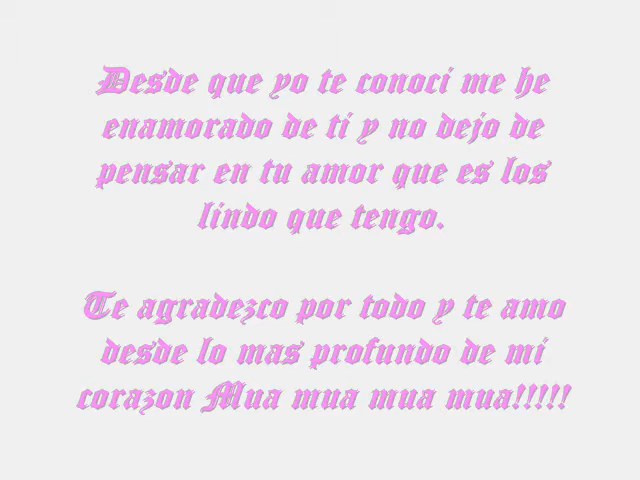 Desde que yo te conoci me he
enamorado de ti y no dejo de
pensar en tu amor que es los
lindo que tengo.
Te agradezco por todo y te amo
desde lo mas profundo de mi
corazon Mua mua mua mua!!!!!